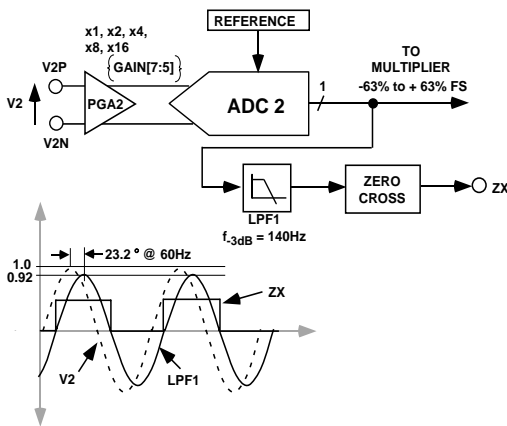 REFERENCE
x1, x2, x4,
x8, x16
{GAIN[7:5]}
V2P
V2
V2N
PGA2
ADC 2
1
TO
MULTIPLIER
-63% to + 63% FS
LPF1
f-3dB = 140Hz
ZERO
CROSS
ZX
23.2° @ 60Hz
1.0
0.92
ZX
V2
LPF1